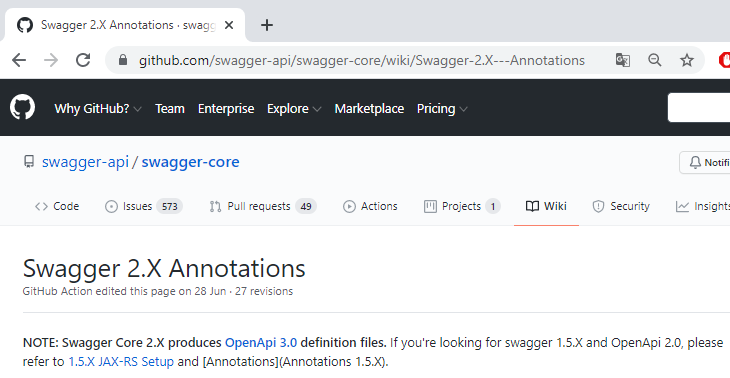 Swagger 2.X Annotations · swagg
github.com/swagger-api/swagger-core/wiki/Swagger-2.X---Annotations
Why GitHub? Team Enterprise Explore Marketplace Pricing
swagger-api / swagger-core
Notifi
Code Issues 573 Pull requests 49 Actions Projects 1 Wiki Security Insights
Swagger 2.X Annotations
GitHub Action edited this page on 28 Jun · 27 revisions
NOTE: Swagger Core 2.X produces OpenApi 3.0 definition files. If you're looking for swagger 1.5.X and OpenApi 2.0, please
refer to 1.5.X JAX-RS Setup and [Annotations](Annotations 1.5.X).